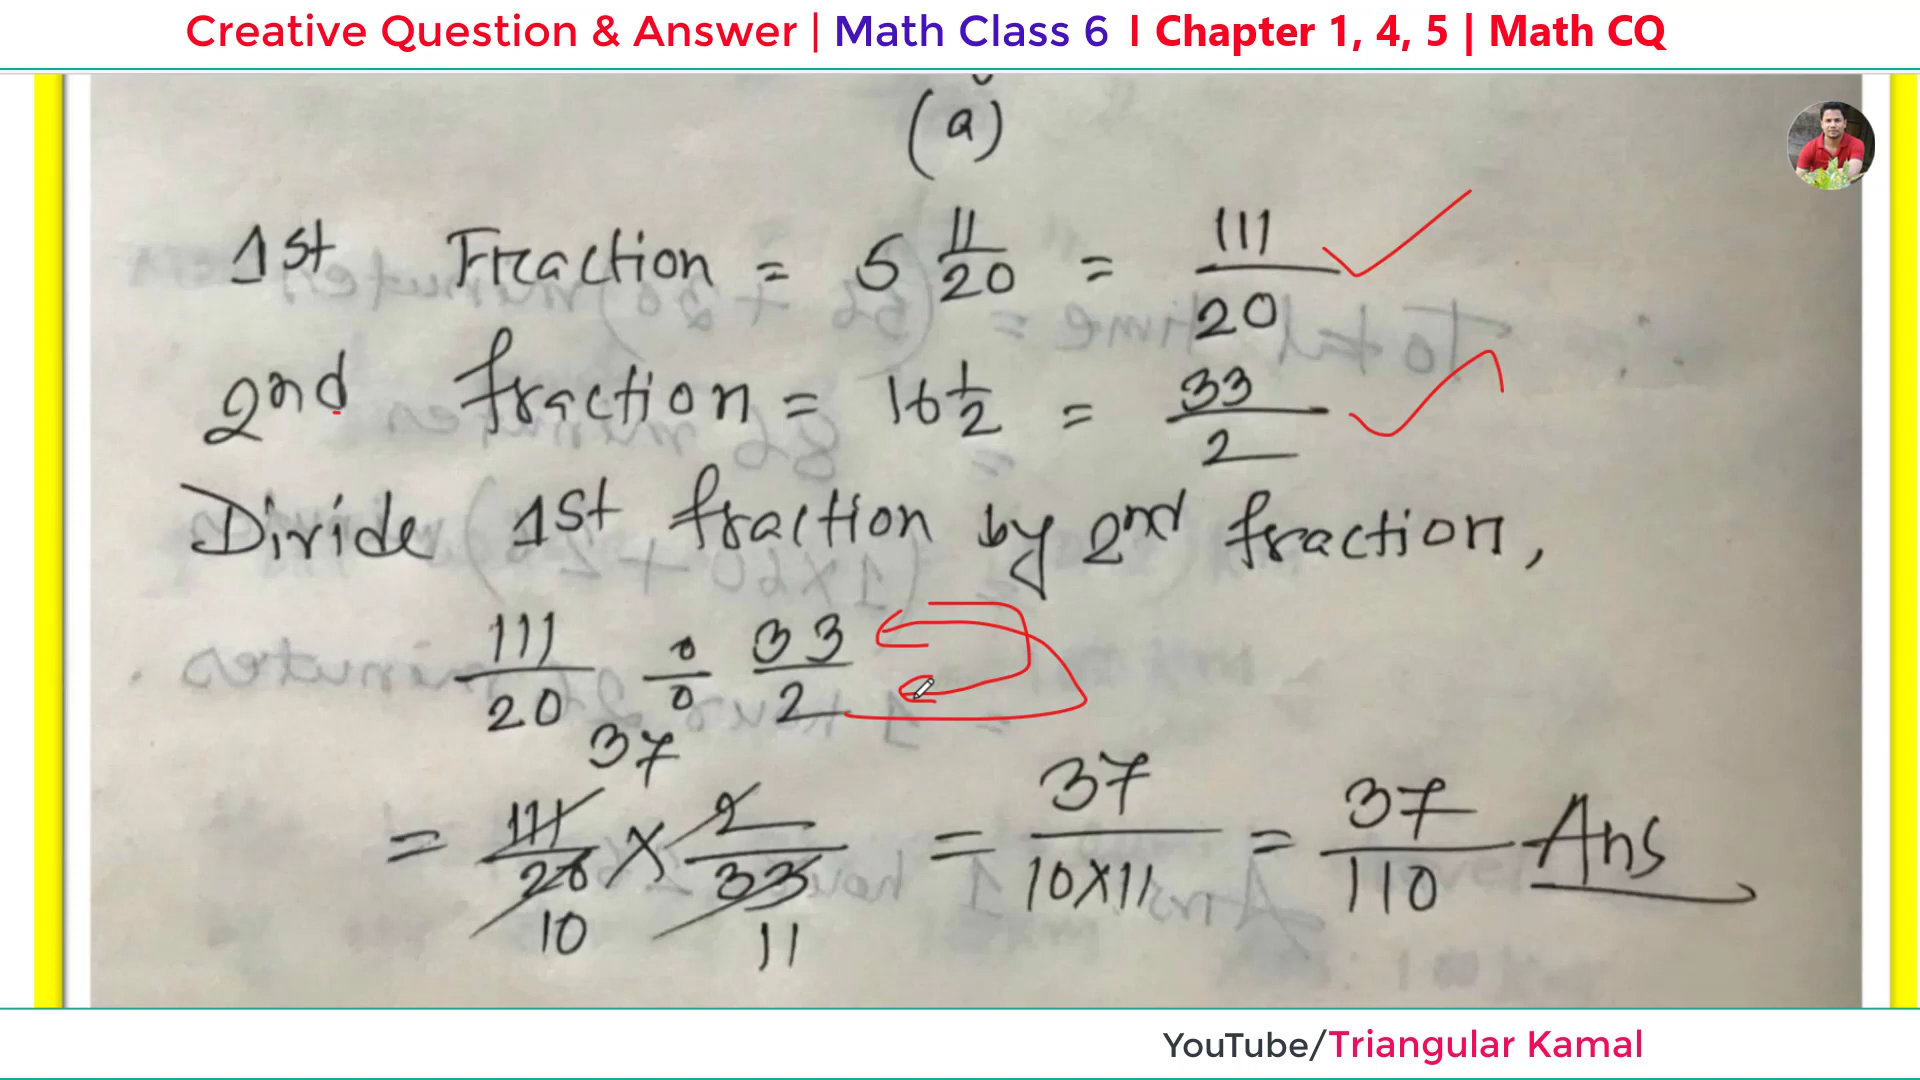 Creative Question & Answer | Math Class 6 I Chapter 1, 4, 5 | Math CQ
(a)
1st Fraction = 5 11/20 = 111/20
2nd fraction = 16 1/2 = 33/2
Divide 1st fraction by 2nd fraction,
111/20 ÷ 33/2
37
= 111/20 × 2/33 = 37/10×11 = 37/110 Ans
10 11
YouTube/Triangular Kamal